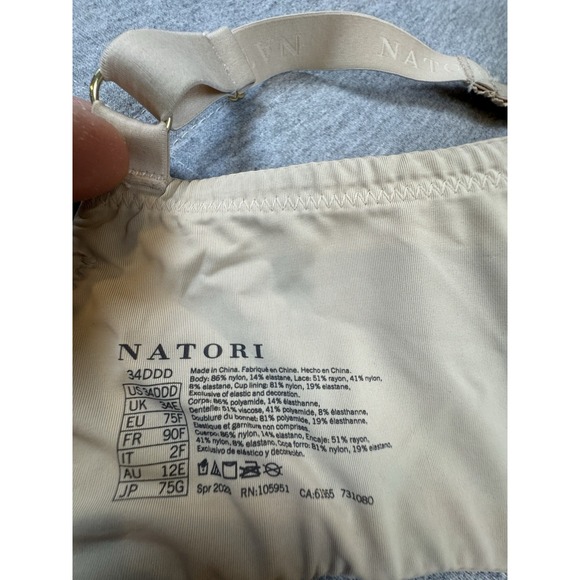 NATORI
NATORI
34DDD
US 34DDD
UK 34E
EU 75F
FR 90F
IT 2F
AU 12E
JP 75G
Made in China. Fabriqué en China. Hecho en China.
Body: 86% nylon, 14% elastane, Lace: 51% rayon, 41% nylon,
8% elastane, Cup lining: 81% nylon, 19% elastane,
Exclusive of elastic and decoration.
Corps: 86% polyamide, 14% élasthanne,
Dentelle: 51% viscose, 41% polyamide, 8% élasthanne,
Doublure du bonnet: 81% polyamide, 19% élasthanne,
Élastique et garniture non comprises.
Cuerpo: 86% nylon, 14% elastano, Encaje: 51% rayon,
41% nylon, 8% elastano, Copa forro: 81% nylon, 19% elastano,
Exclusivo de elástico y decoración.
Spr RN:105951 CA:61365 731080